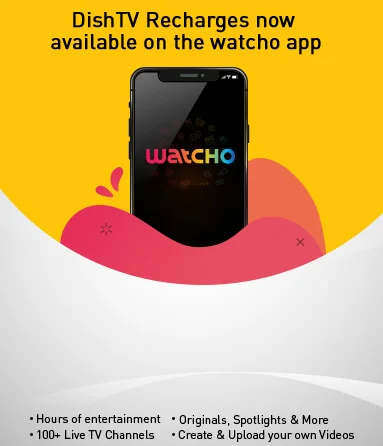 DishTV Recharges now
available on the watcho app
WATCHO
• Hours of entertainment • Originals, Spotlights & More
• 100+ Live TV Channels • Create & Upload your own Videos